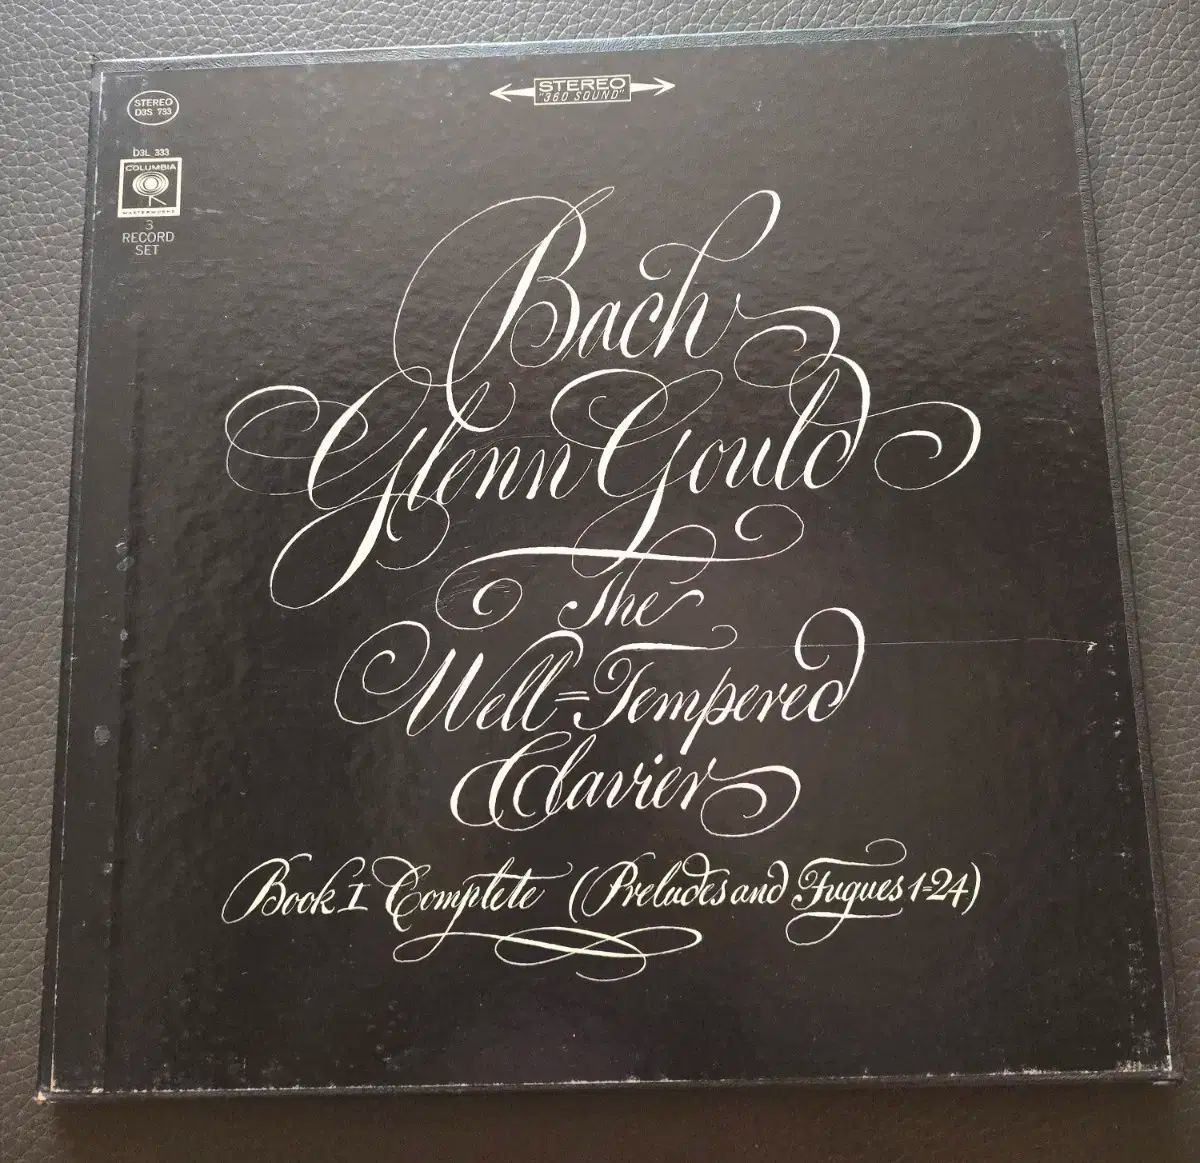 STEREO
"360 SOUND"
STEREO
D3S 733
D3L 333
COLUMBIA
MASTERWORKS
3
RECORD
SET
Bach
Glenn Gould
The
Well=Tempered
Clavier
Book I Complete (Preludes and Fugues 1=24)